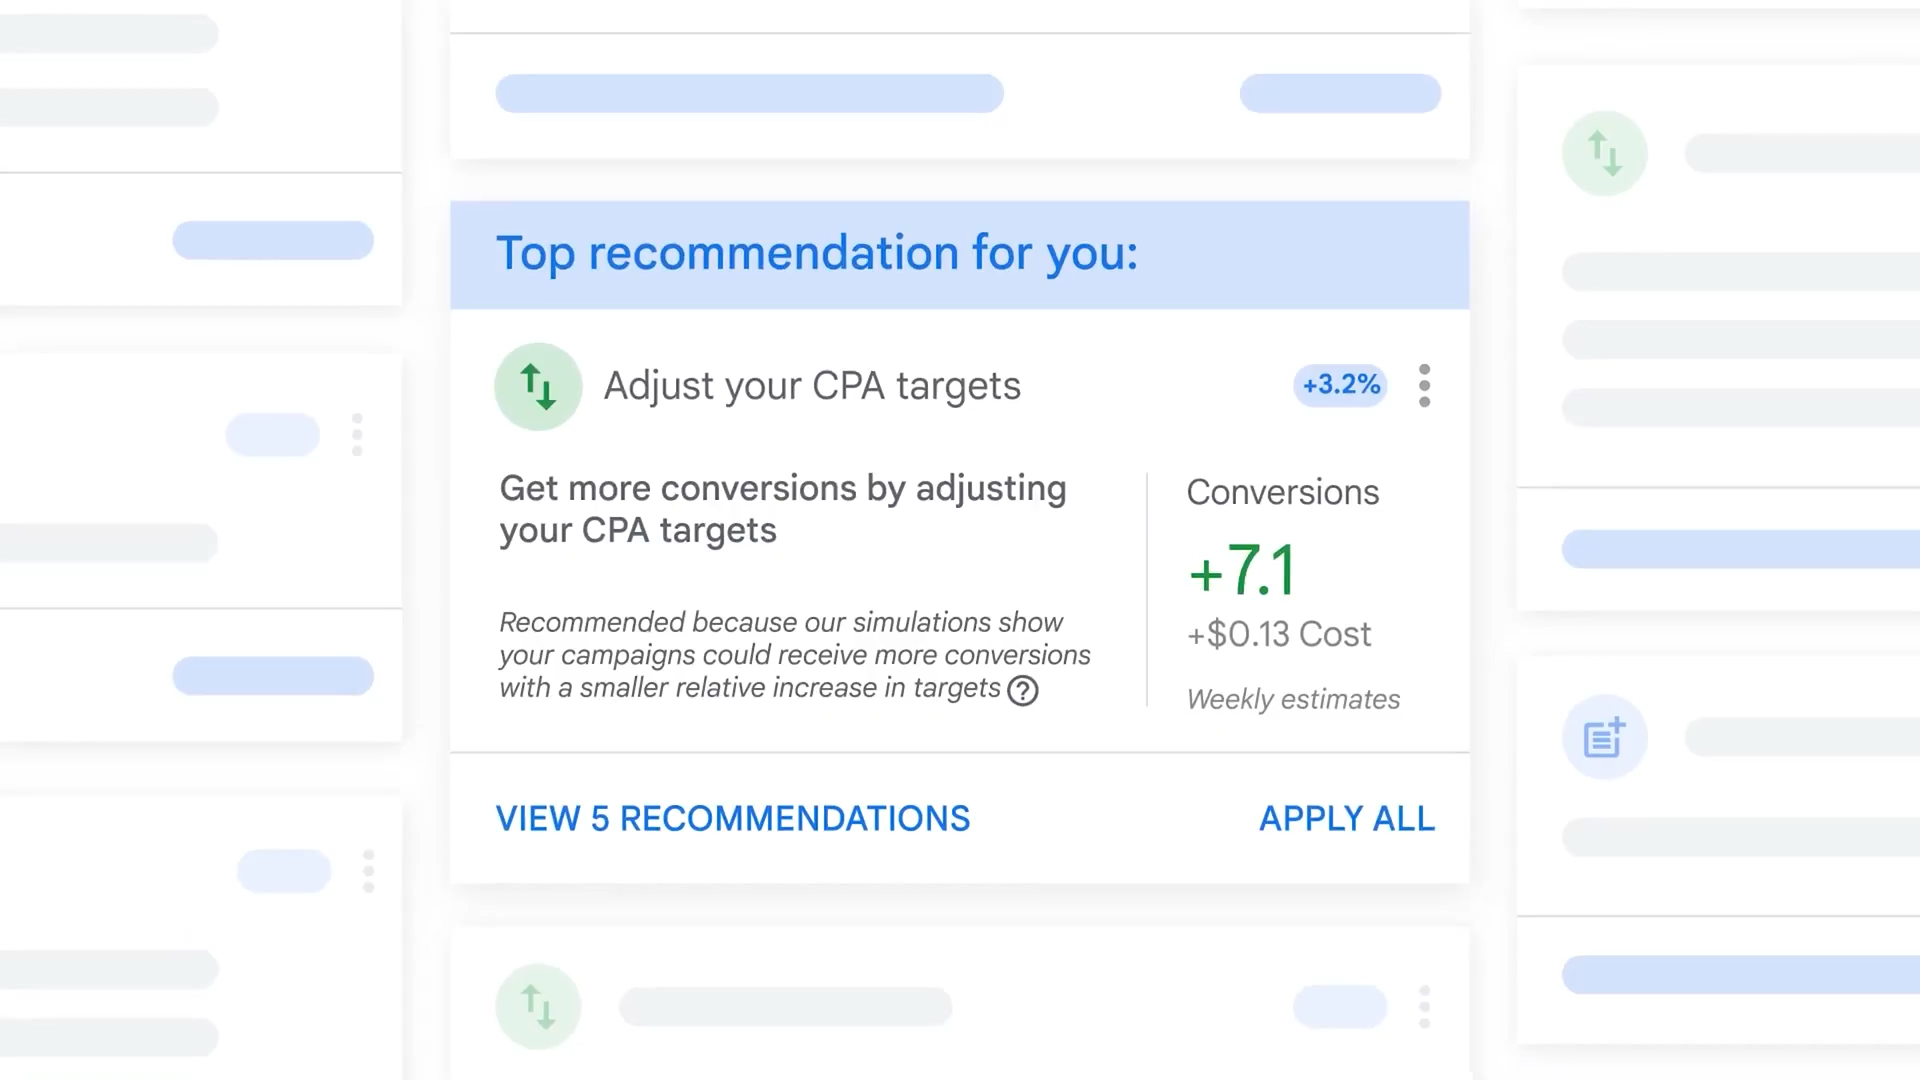 Top recommendation for you:
Adjust your CPA targets
+3.2%
Get more conversions by adjusting
your CPA targets
Recommended because our simulations show
your campaigns could receive more conversions
with a smaller relative increase in targets
Conversions
+7.1
+$0.13 Cost
Weekly estimates
VIEW 5 RECOMMENDATIONS
APPLY ALL